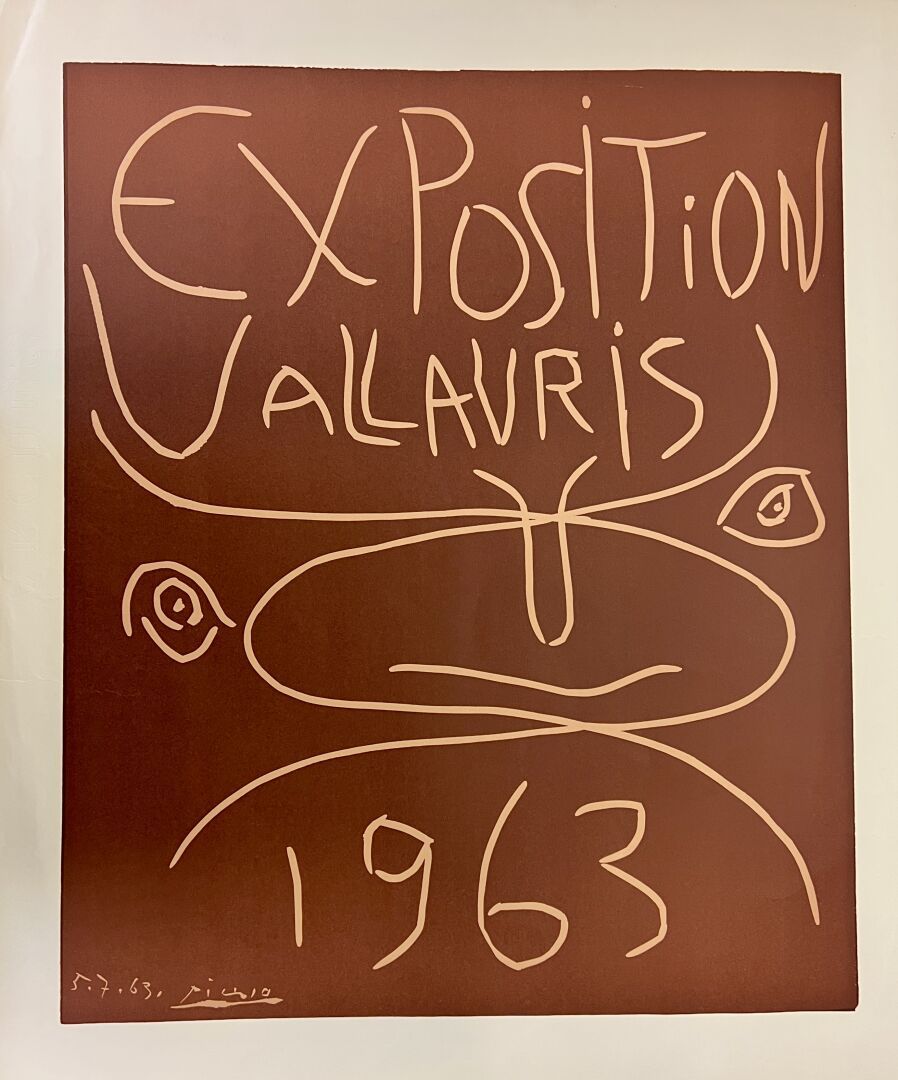 EXPOSiTiON
VALLAURiS
1963
5.7.63. Picasso